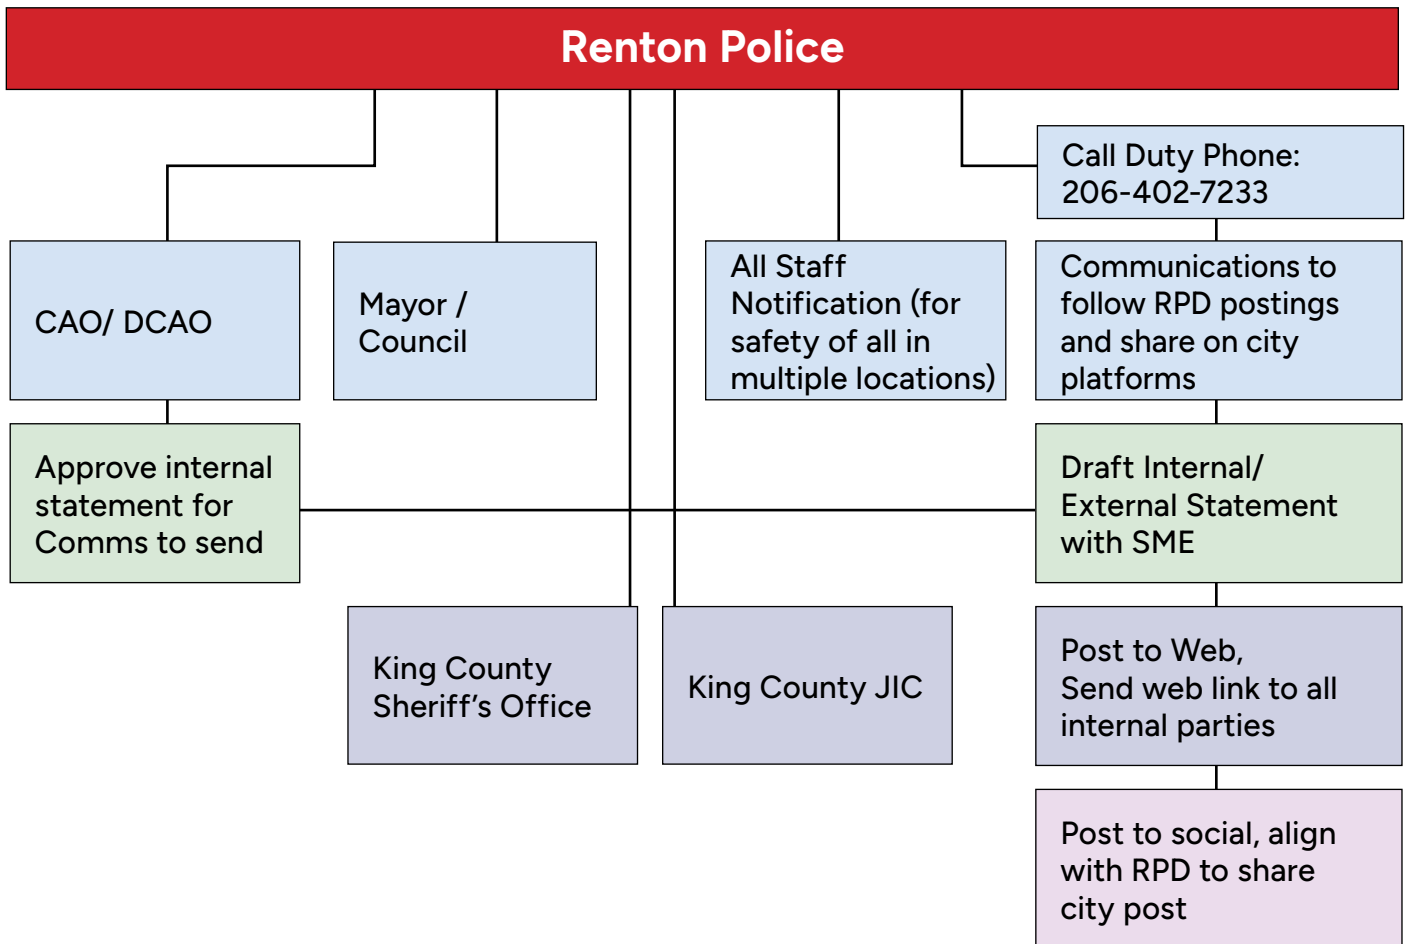 Renton Police
Call Duty Phone:
206-402-7233
CAO/ DCAO
Mayor /
Council
All Staff
Notification (for
safety of all in
multiple locations)
Communications to
follow RPD postings
and share on city
platforms
Approve internal
statement for
Comms to send
Draft Internal/
External Statement
with SME
King County
Sheriff’s Office
King County JIC
Post to Web,
Send web link to all
internal parties
Post to social, align
with RPD to share
city post